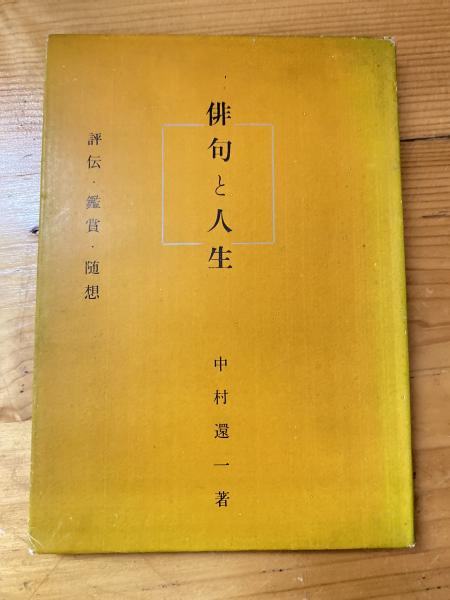 俳句と人生
中村還一著
評伝・鑑賞・随想